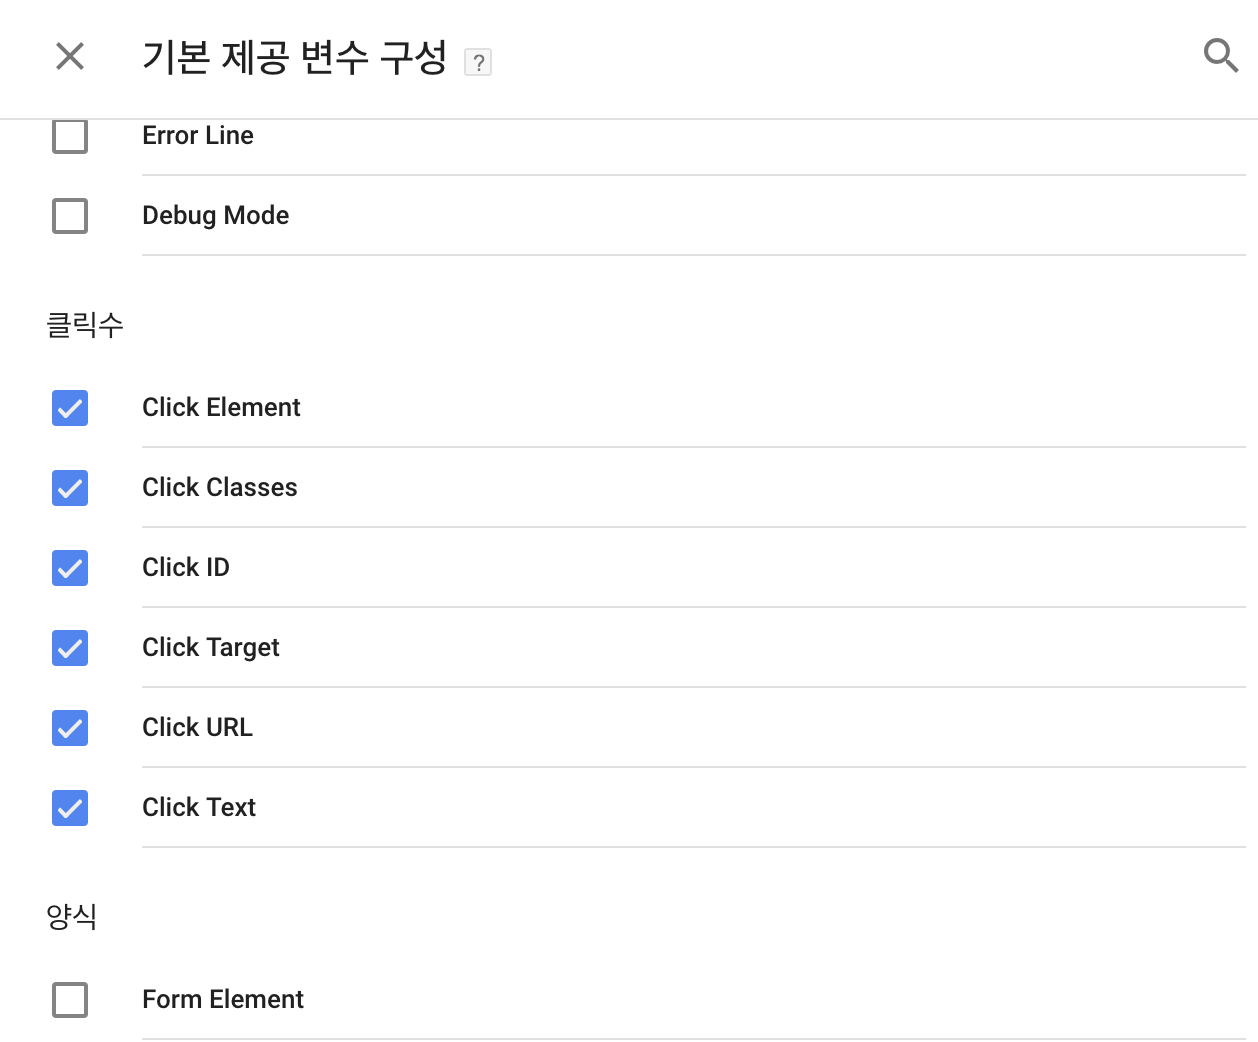 기본 제공 변수 구성 ?
Error Line
Debug Mode
클릭수
Click Element
Click Classes
Click ID
Click Target
Click URL
Click Text
양식
Form Element